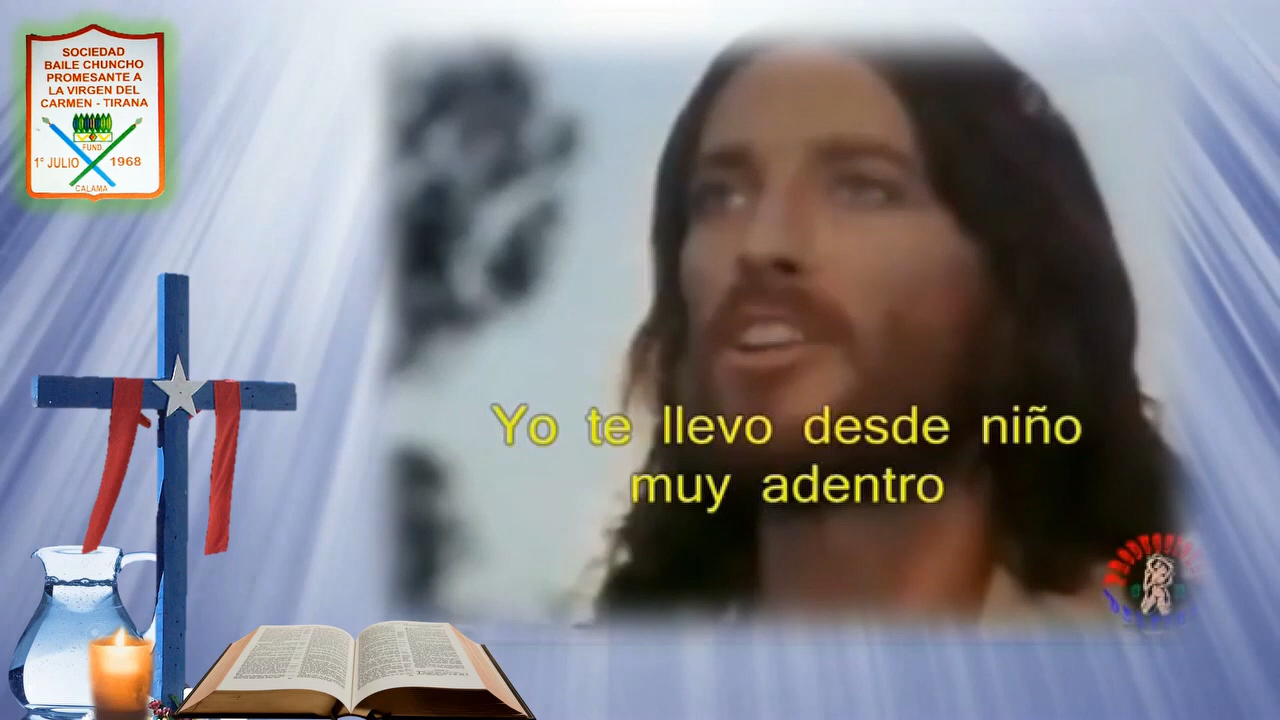 SOCIEDAD
BAILE CHUNCHO
PROMESANTE A
LA VIRGEN DEL
CARMEN - TIRANA
FUND
1° JULIO 1968
CALAMA
Yo te llevo desde niño
muy adentro